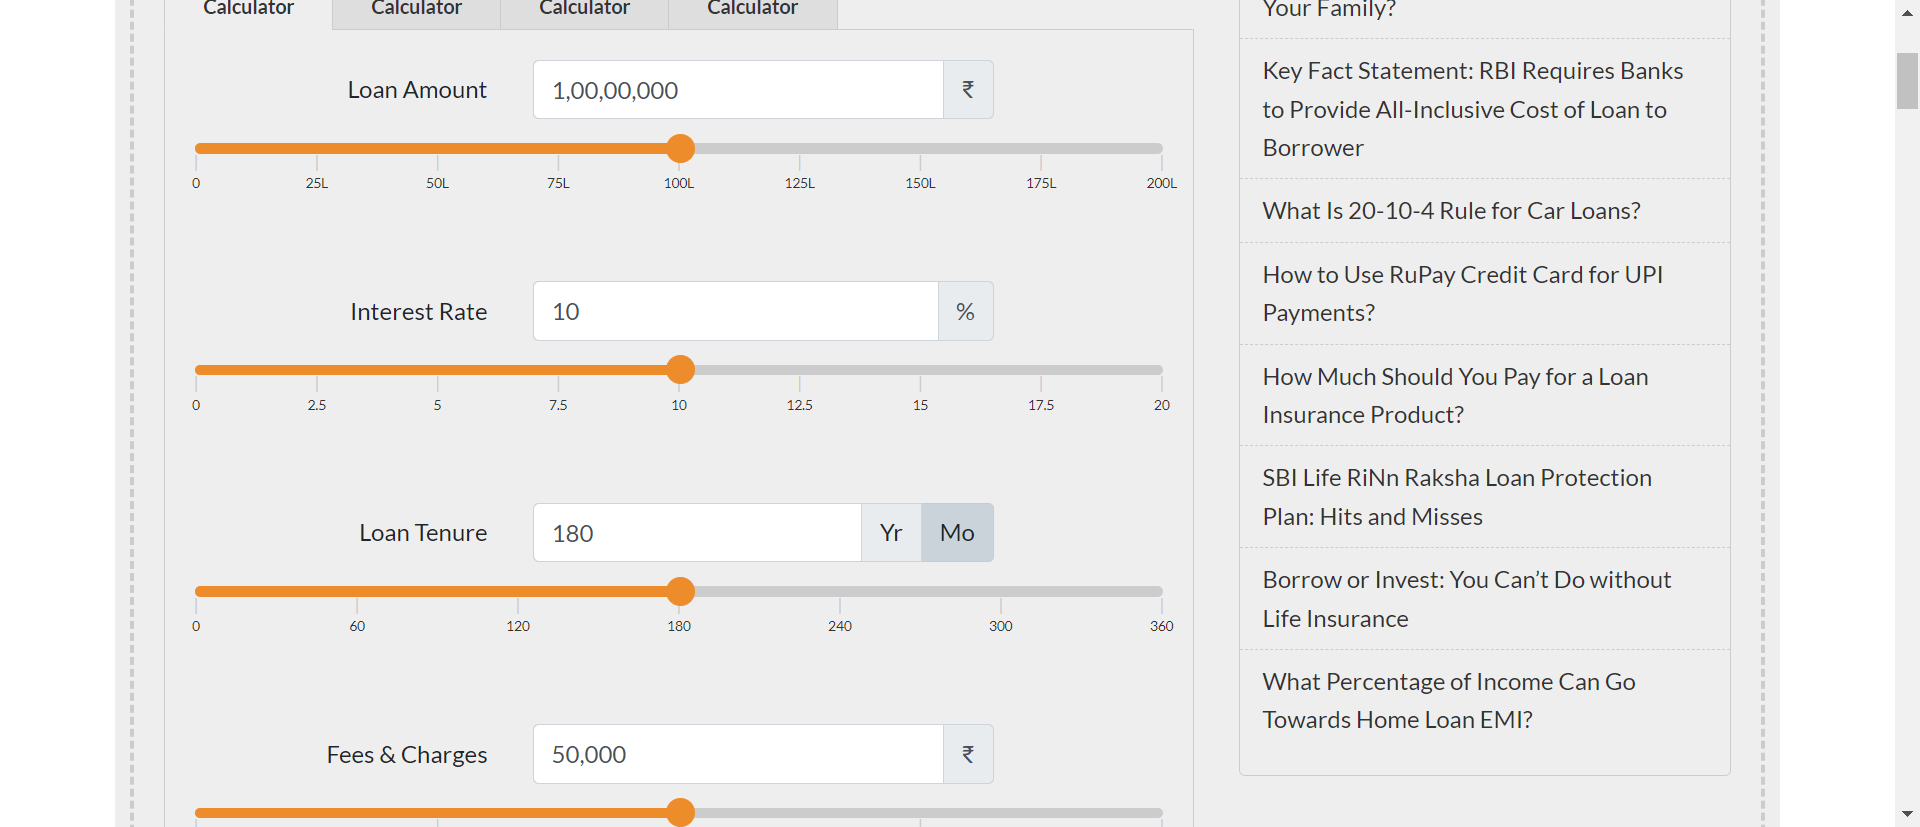 Calculator Calculator Calculator Calculator
Loan Amount 1,00,00,000 ₹
0 25L 50L 75L 100L 125L 150L 175L 200L
Interest Rate 10 %
0 2.5 5 7.5 10 12.5 15 17.5 20
Loan Tenure 180 Yr Mo
0 60 120 180 240 300 360
Fees & Charges 50,000 ₹
Your Family?
Key Fact Statement: RBI Requires Banks
to Provide All-Inclusive Cost of Loan to
Borrower
What Is 20-10-4 Rule for Car Loans?
How to Use RuPay Credit Card for UPI
Payments?
How Much Should You Pay for a Loan
Insurance Product?
SBI Life RiNn Raksha Loan Protection
Plan: Hits and Misses
Borrow or Invest: You Can’t Do without
Life Insurance
What Percentage of Income Can Go
Towards Home Loan EMI?